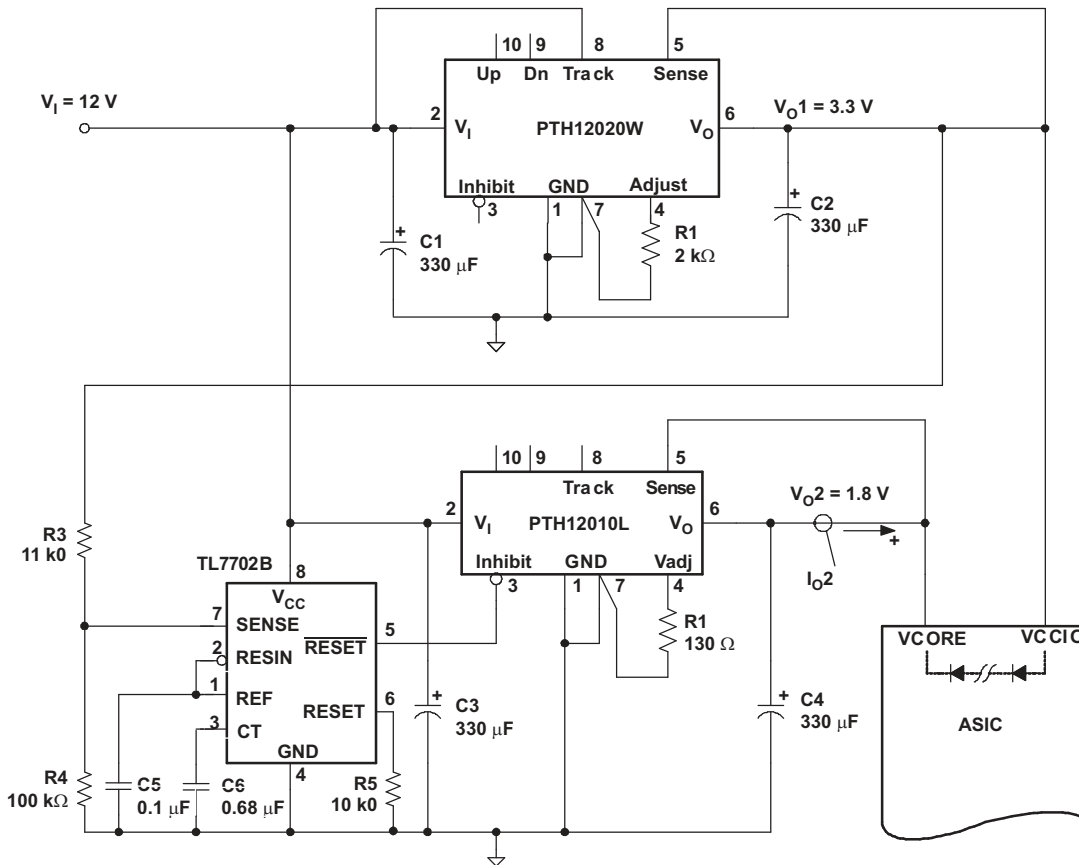 10 9 8 5
Up Dn Track Sense
V_I = 12 V
2 V_I PTH12020W V_O 6
V_O1 = 3.3 V
Inhibit GND Adjust
3 1 7 4
C1
330 μF
R1
2 kΩ
C2
330 μF
10 9 8 5
Track Sense
2 V_I PTH12010L V_O 6
V_O2 = 1.8 V
Inhibit GND Vadj
3 1 7 4
I_O2
R1
130 Ω
R3
11 k0
TL7702B
8
V_CC
7 SENSE
2 RESIN
1 REF
3 CT
RESET 5
RESET 6
GND
4
C3
330 μF
C4
330 μF
R4
100 kΩ
C5
0.1 μF
C6
0.68 μF
R5
10 k0
VCORE VCCIO
ASIC